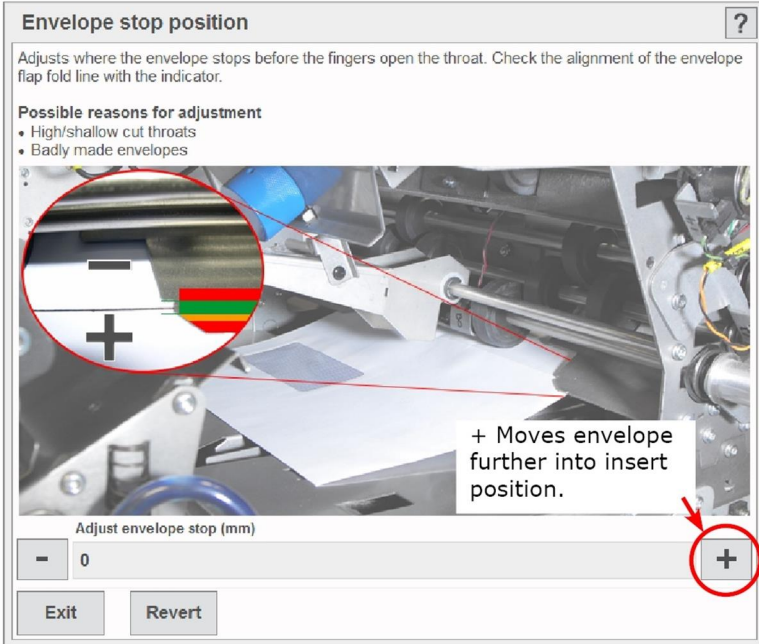 Envelope stop position
?
Adjusts where the envelope stops before the fingers open the throat. Check the alignment of the envelope
flap fold line with the indicator.
Possible reasons for adjustment
• High/shallow cut throats
• Badly made envelopes
−
+
+ Moves envelope
further into insert
position.
Adjust envelope stop (mm)
-
0
+
Exit
Revert